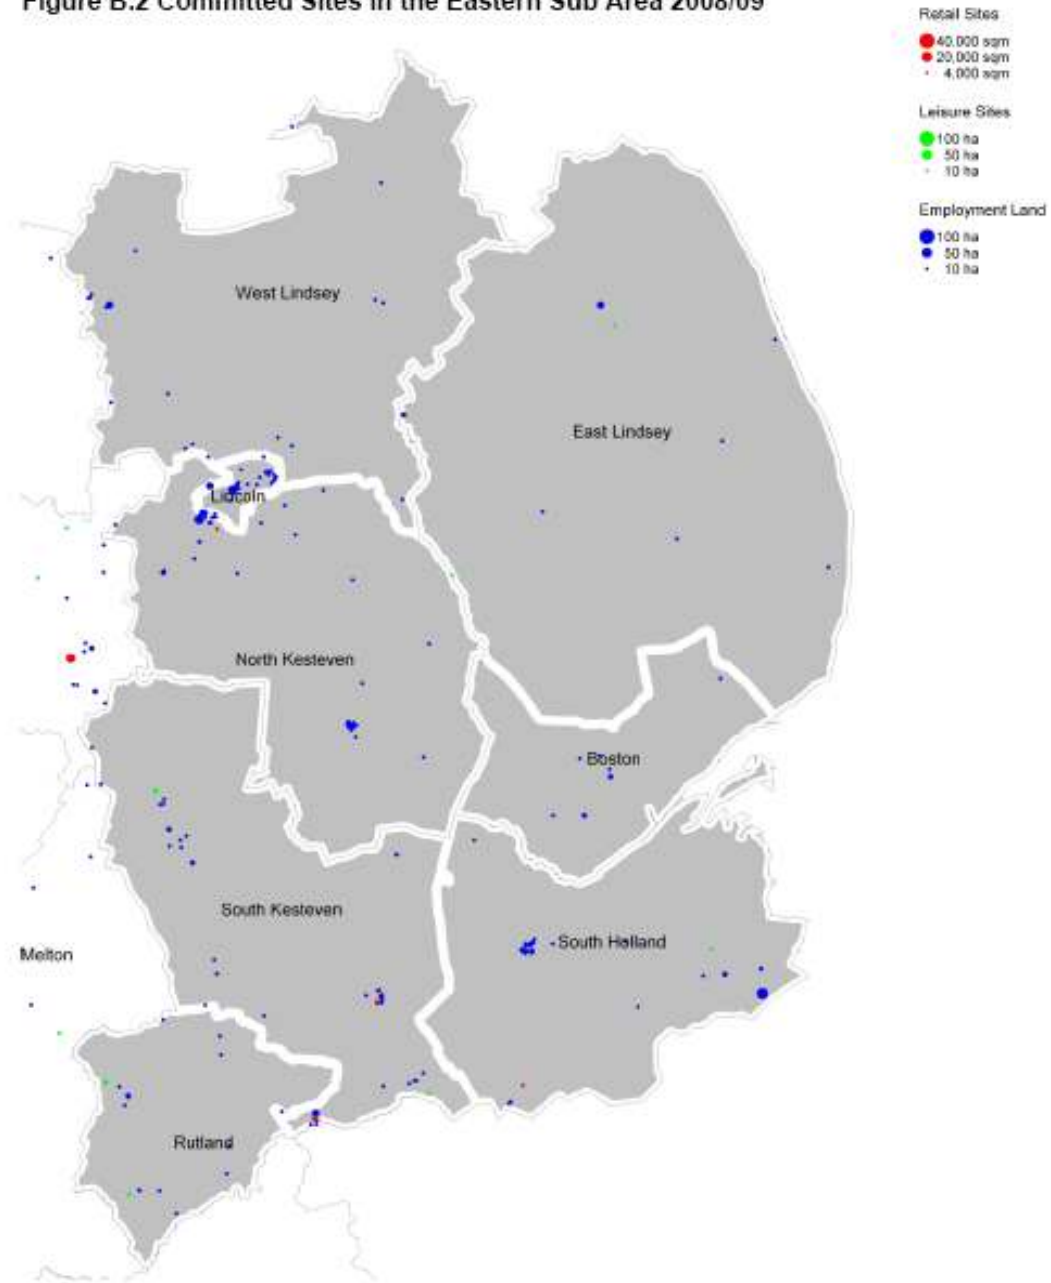 Figure B.2 Committed Sites in the Eastern Sub Area 2008/09
Retail Sites
40,000 sqm
20,000 sqm
4,000 sqm
Leisure Sites
100 ha
50 ha
10 ha
Employment Land
100 ha
50 ha
10 ha
West Lindsey
East Lindsey
Lincoln
North Kesteven
Boston
South Kesteven
South Holland
Melton
Rutland